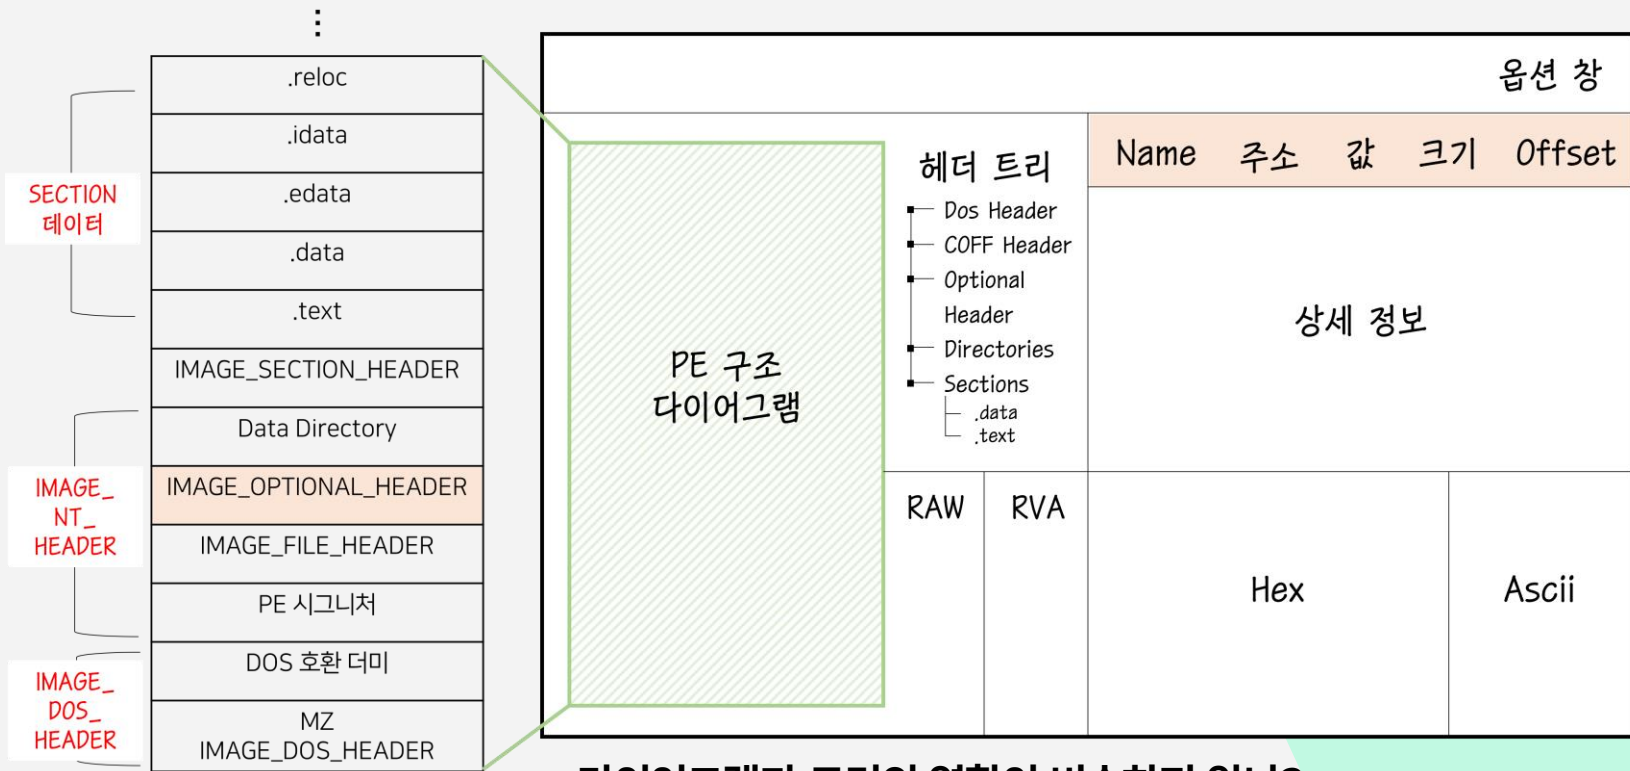 ⋮
.reloc
.idata
.edata
.data
.text
IMAGE_SECTION_HEADER
Data Directory
IMAGE_OPTIONAL_HEADER
IMAGE_FILE_HEADER
PE 시그니처
DOS 호환 더미
MZ
IMAGE_DOS_HEADER
SECTION
데이터
IMAGE_
NT_
HEADER
IMAGE_
DOS_
HEADER
옵션 창
PE 구조
다이어그램
헤더 트리
Dos Header
COFF Header
Optional
Header
Directories
Sections
.data
.text
Name 주소 값 크기 Offset
상세 정보
RAW
RVA
Hex
Ascii